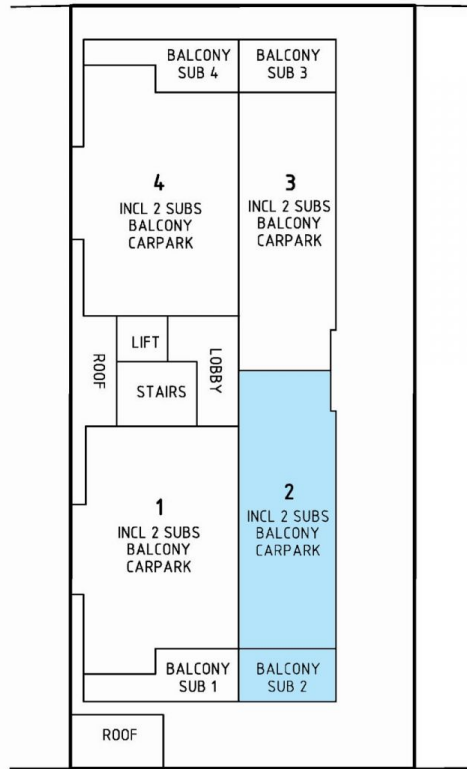 BALCONY
SUB 4
BALCONY
SUB 3
4
INCL 2 SUBS
BALCONY
CARPARK
3
INCL 2 SUBS
BALCONY
CARPARK
LIFT
ROOF
LOBBY
STAIRS
1
INCL 2 SUBS
BALCONY
CARPARK
2
INCL 2 SUBS
BALCONY
CARPARK
BALCONY
SUB 1
BALCONY
SUB 2
ROOF